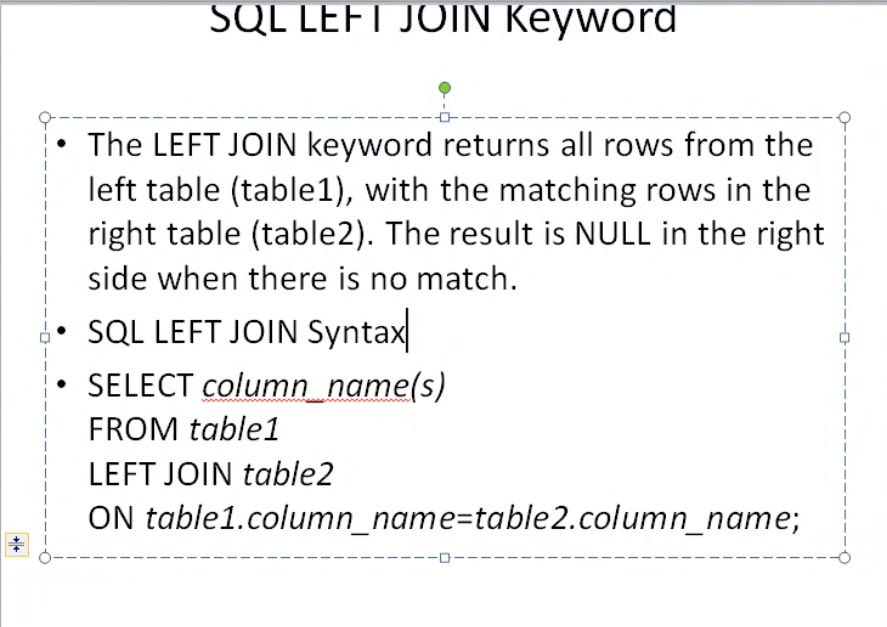 SQL LEFT JOIN Keyword
• The LEFT JOIN keyword returns all rows from the
left table (table1), with the matching rows in the
right table (table2). The result is NULL in the right
side when there is no match.
• SQL LEFT JOIN Syntax
• SELECT column_name(s)
FROM table1
LEFT JOIN table2
ON table1.column_name=table2.column_name;